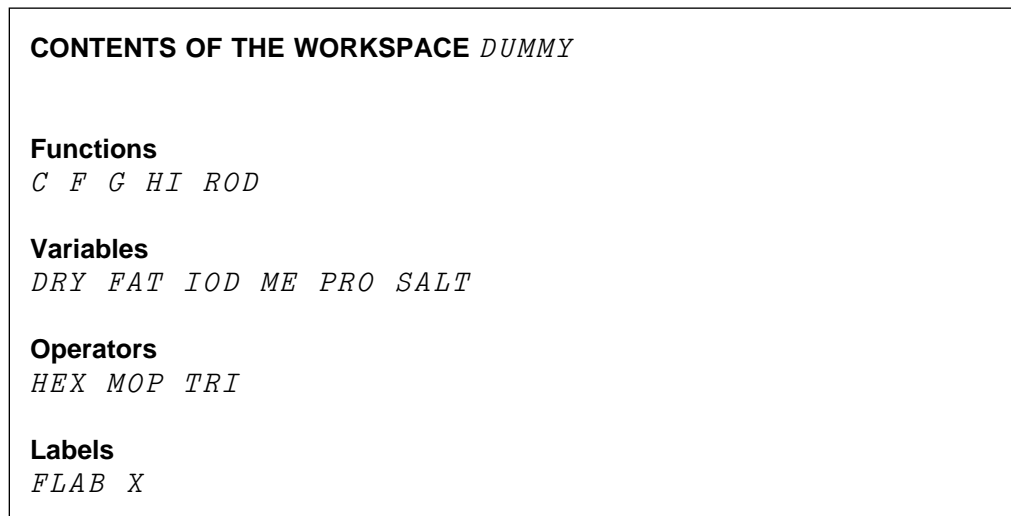 CONTENTS OF THE WORKSPACE DUMMY
Functions
C F G HI ROD
Variables
DRY FAT IOD ME PRO SALT
Operators
HEX MOP TRI
Labels
FLAB X